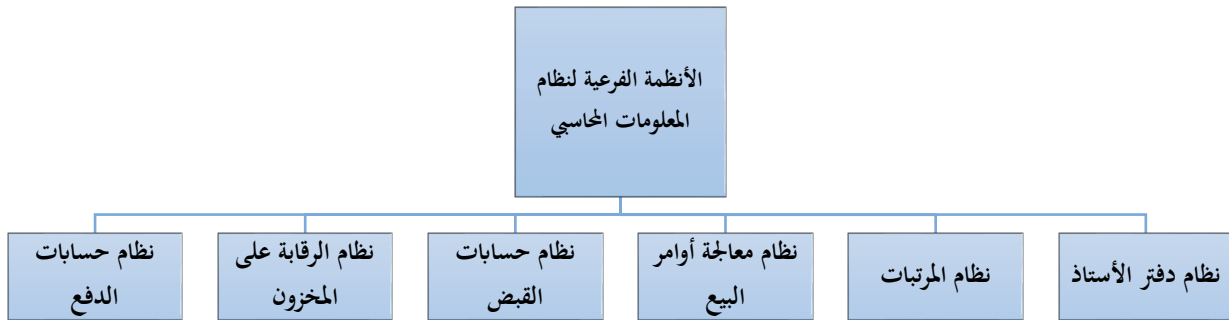 الأنظمة الفرعية لنظام
المعلومات المحاسبي
نظام دفتر الأستاذ
نظام المرتبات
نظام معالجة أوامر
البيع
نظام حسابات
القبض
نظام الرقابة على
المخزون
نظام حسابات
الدفع